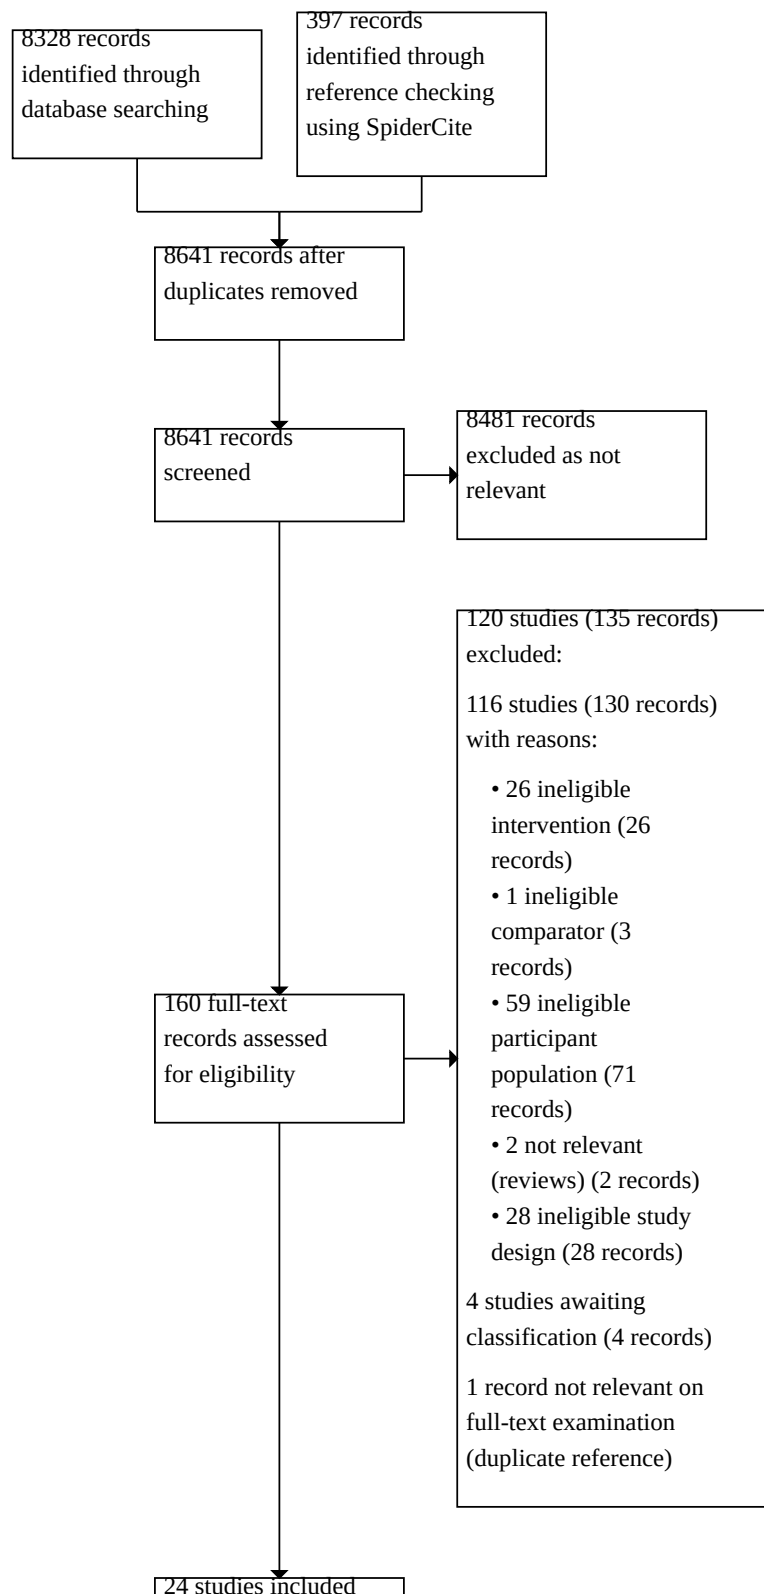 8328 records
identified through
database searching
397 records
identified through
reference checking
using SpiderCite
8641 records after
duplicates removed
8641 records
screened
8481 records
excluded as not
relevant
160 full-text
records assessed
for eligibility
120 studies (135 records)
excluded:
116 studies (130 records)
with reasons:
• 26 ineligible
intervention (26
records)
• 1 ineligible
comparator (3
records)
• 59 ineligible
participant
population (71
records)
• 2 not relevant
(reviews) (2 records)
• 28 ineligible study
design (28 records)
4 studies awaiting
classification (4 records)
1 record not relevant on
full-text examination
(duplicate reference)
24 studies included